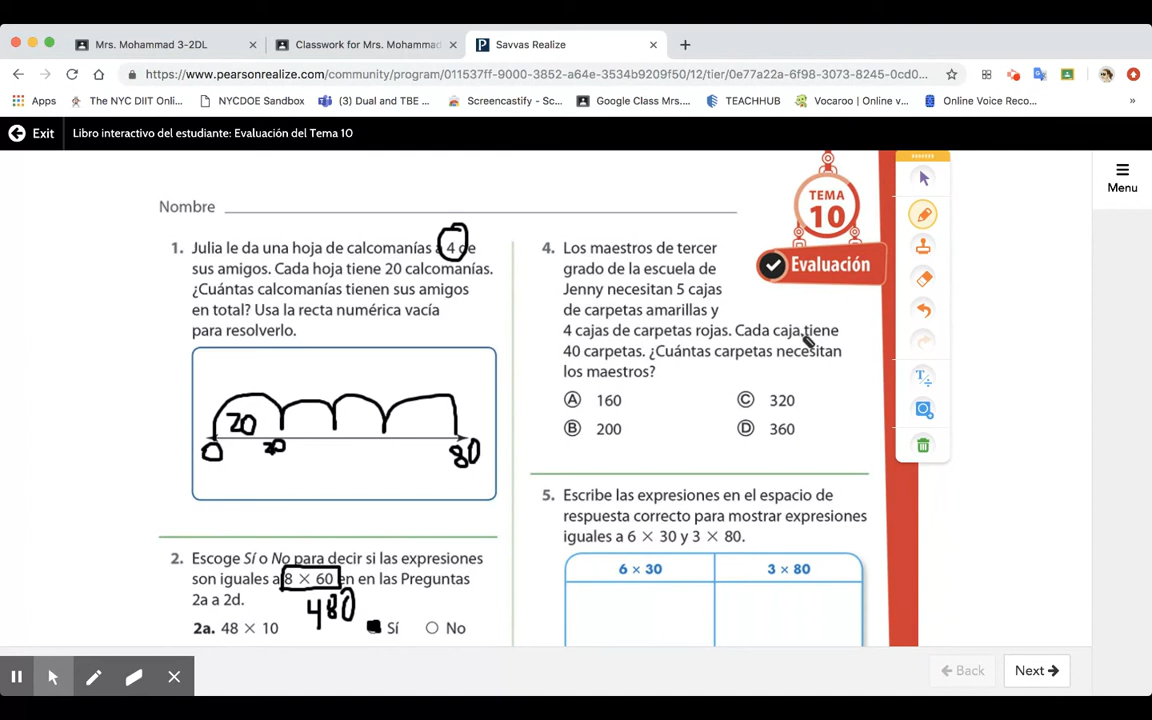 Mrs. Mohammad 3-2DL
Classwork for Mrs. Mohammad
Savvas Realize
https://www.pearsonrealize.com/community/program/011537ff-9000-3852-a64e-3534b9209f50/12/tier/0e77a22a-6f98-3073-8245-0cd0...
Apps
The NYC DIIT Onli...
NYCDOE Sandbox
(3) Dual and TBE ...
Screencastify - Sc...
Google Class Mrs....
TEACHHUB
Vocaroo | Online v...
Online Voice Reco...
»
Exit
Libro interactivo del estudiante: Evaluación del Tema 10
Menu
Nombre
TEMA
10
Evaluación
1. Julia le da una hoja de calcomanías a 4 de
sus amigos. Cada hoja tiene 20 calcomanías.
¿Cuántas calcomanías tienen sus amigos
en total? Usa la recta numérica vacía
para resolverlo.
20
0 20 80
2. Escoge Sí o No para decir si las expresiones
son iguales a 8 × 60 en en las Preguntas
2a a 2d.
480
2a. 48 × 10 Sí No
4. Los maestros de tercer
grado de la escuela de
Jenny necesitan 5 cajas
de carpetas amarillas y
4 cajas de carpetas rojas. Cada caja tiene
40 carpetas. ¿Cuántas carpetas necesitan
los maestros?
A 160 C 320
B 200 D 360
5. Escribe las expresiones en el espacio de
respuesta correcto para mostrar expresiones
iguales a 6 × 30 y 3 × 80.
6 × 30 3 × 80
Back
Next